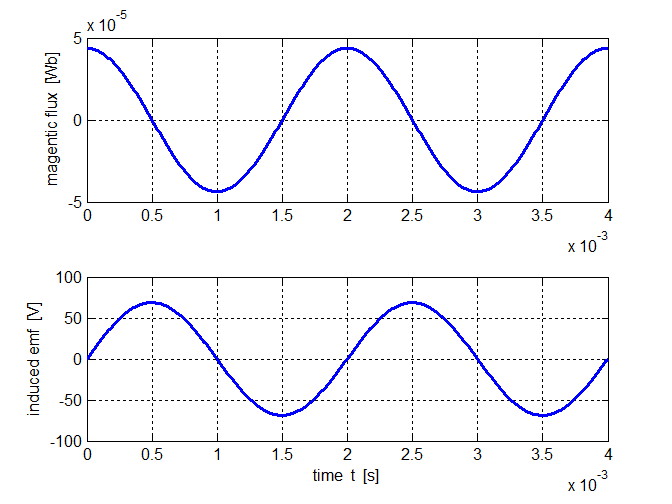 x 10^-5
5
0
-5
magentic flux [Wb]
0 0.5 1 1.5 2 2.5 3 3.5 4
x 10^-3
100
50
0
-50
-100
induced emf [V]
0 0.5 1 1.5 2 2.5 3 3.5 4
time t [s]
x 10^-3